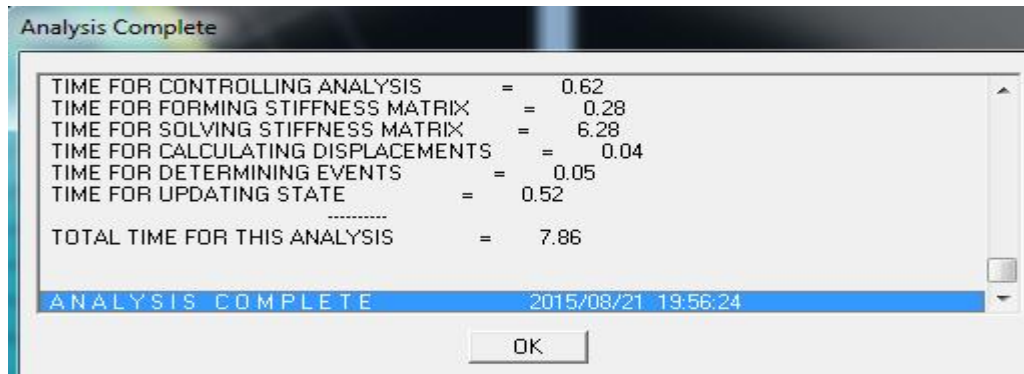 Analysis Complete
TIME FOR CONTROLLING ANALYSIS = 0.62
TIME FOR FORMING STIFFNESS MATRIX = 0.28
TIME FOR SOLVING STIFFNESS MATRIX = 6.28
TIME FOR CALCULATING DISPLACEMENTS = 0.04
TIME FOR DETERMINING EVENTS = 0.05
TIME FOR UPDATING STATE = 0.52
----------
TOTAL TIME FOR THIS ANALYSIS = 7.86
A N A L Y S I S   C O M P L E T E 2015/08/21 19:56:24
OK